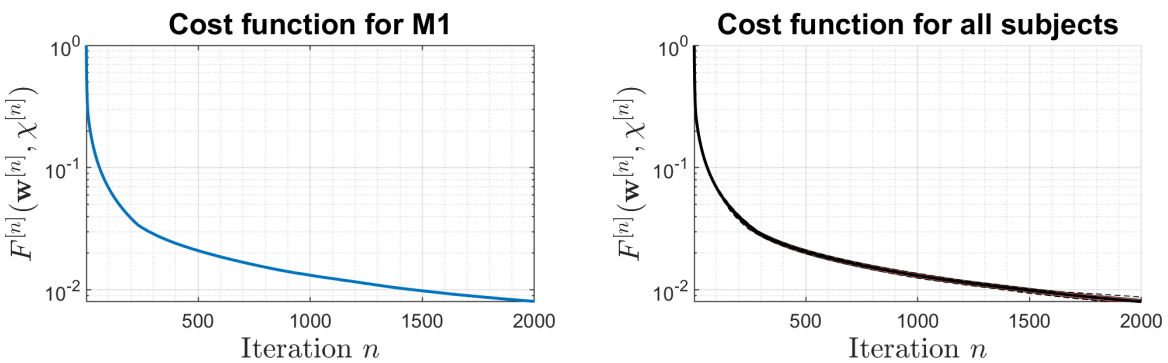 Cost function for M1
10^0
10^-1
10^-2
F^[n](w^[n], χ^[n])
500 1000 1500 2000
Iteration n
Cost function for all subjects
10^0
10^-1
10^-2
F^[n](w^[n], χ^[n])
500 1000 1500 2000
Iteration n